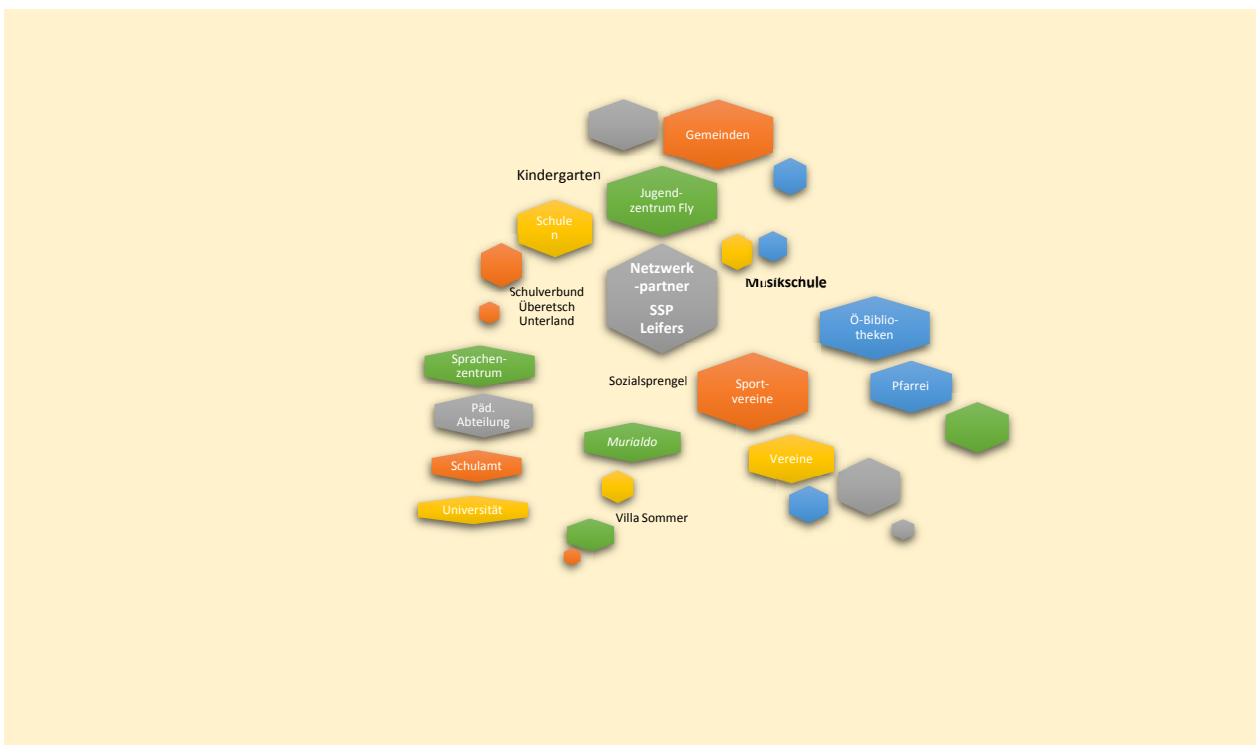 Gemeinden
Kindergarten
Jugend-
zentrum Fly
Schule
n
Netzwerk
-partner
SSP
Leifers
Musikschule
Schulverbund
Überetsch
Unterland
Ö-Biblio-
theken
Sprachen-
zentrum
Sozialsprengel
Sport-
vereine
Pfarrei
Päd.
Abteilung
Murialdo
Vereine
Schulamt
Universität
Villa Sommer